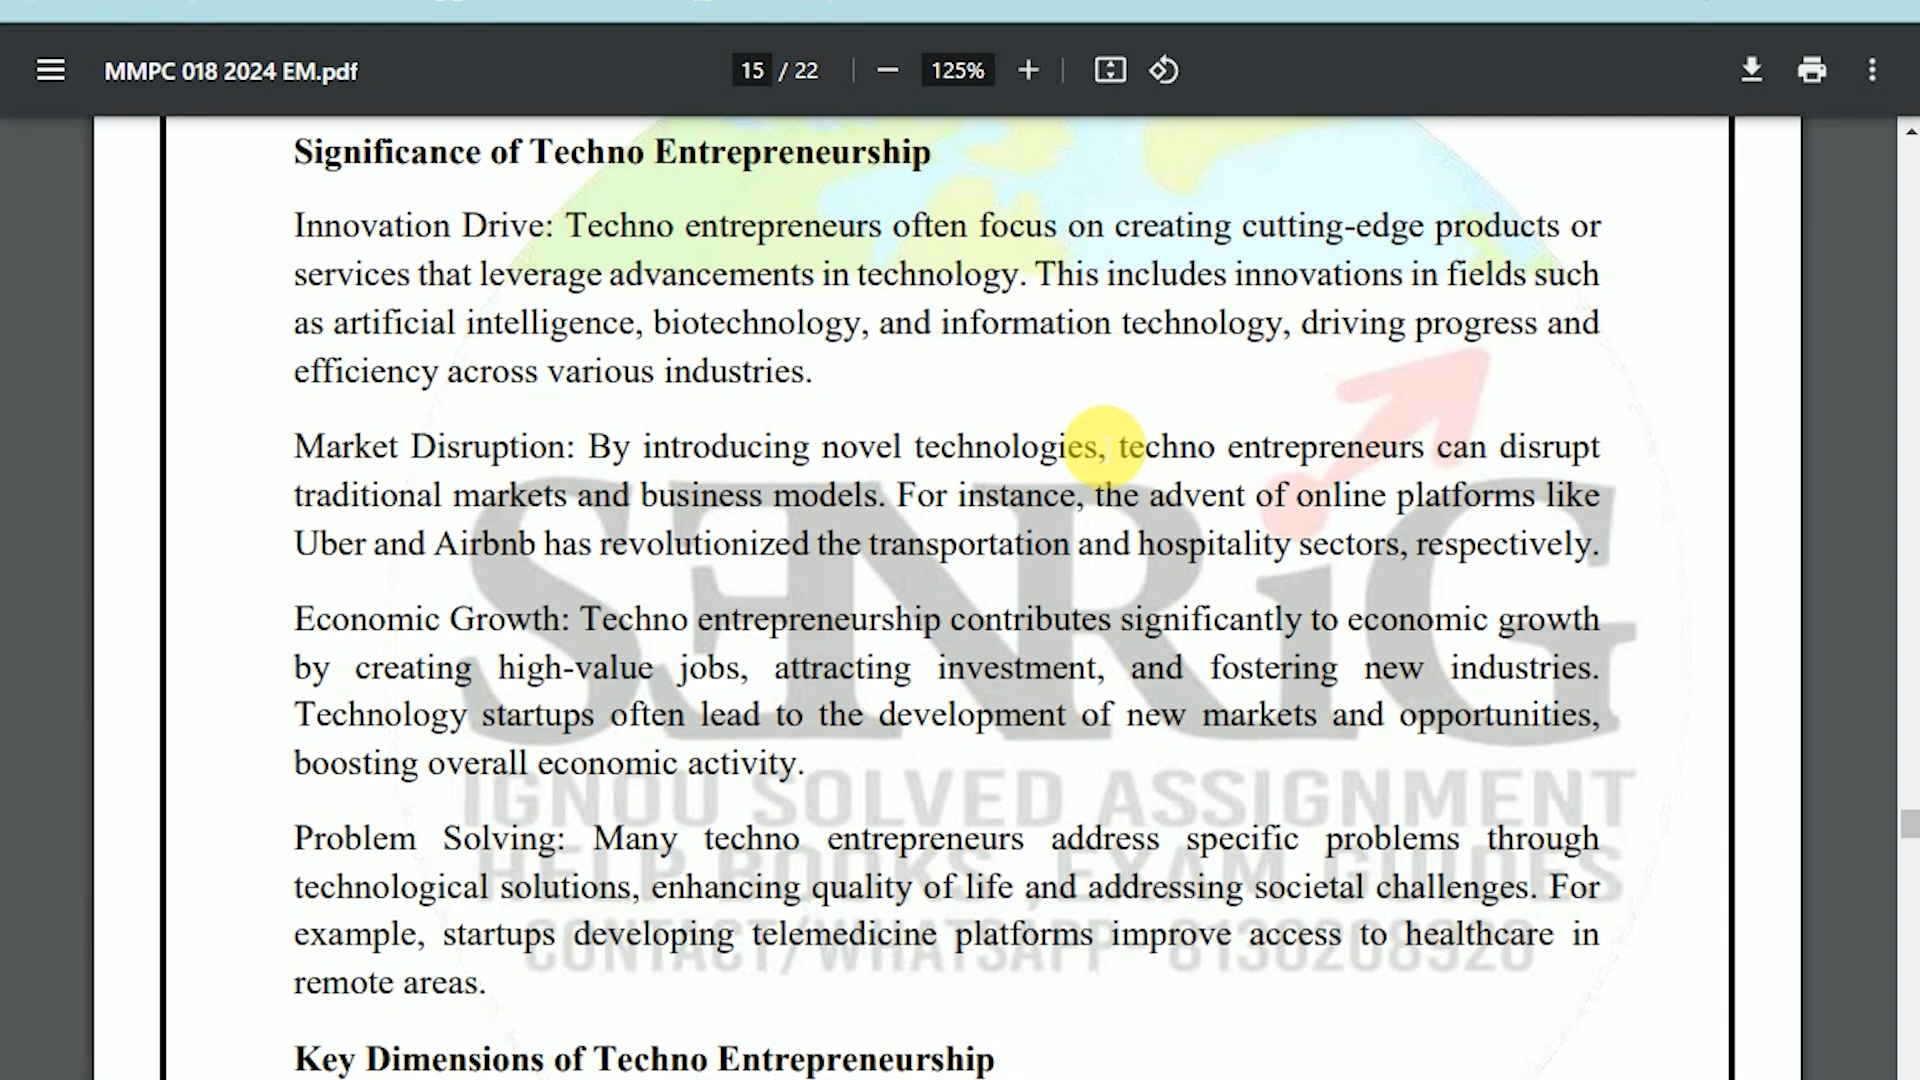 MMPC 018 2024 EM.pdf
15 / 22
125%
Significance of Techno Entrepreneurship
Innovation Drive: Techno entrepreneurs often focus on creating cutting-edge products or
services that leverage advancements in technology. This includes innovations in fields such
as artificial intelligence, biotechnology, and information technology, driving progress and
efficiency across various industries.
Market Disruption: By introducing novel technologies, techno entrepreneurs can disrupt
traditional markets and business models. For instance, the advent of online platforms like
Uber and Airbnb has revolutionized the transportation and hospitality sectors, respectively.
Economic Growth: Techno entrepreneurship contributes significantly to economic growth
by creating high-value jobs, attracting investment, and fostering new industries.
Technology startups often lead to the development of new markets and opportunities,
boosting overall economic activity.
Problem Solving: Many techno entrepreneurs address specific problems through
technological solutions, enhancing quality of life and addressing societal challenges. For
example, startups developing telemedicine platforms improve access to healthcare in
remote areas.
Key Dimensions of Techno Entrepreneurship
SENRiG
IGNOU SOLVED ASSIGNMENT
HELP BOOKS, EXAM GUIDES
CONTACT/WHATSAPP- 8130208920